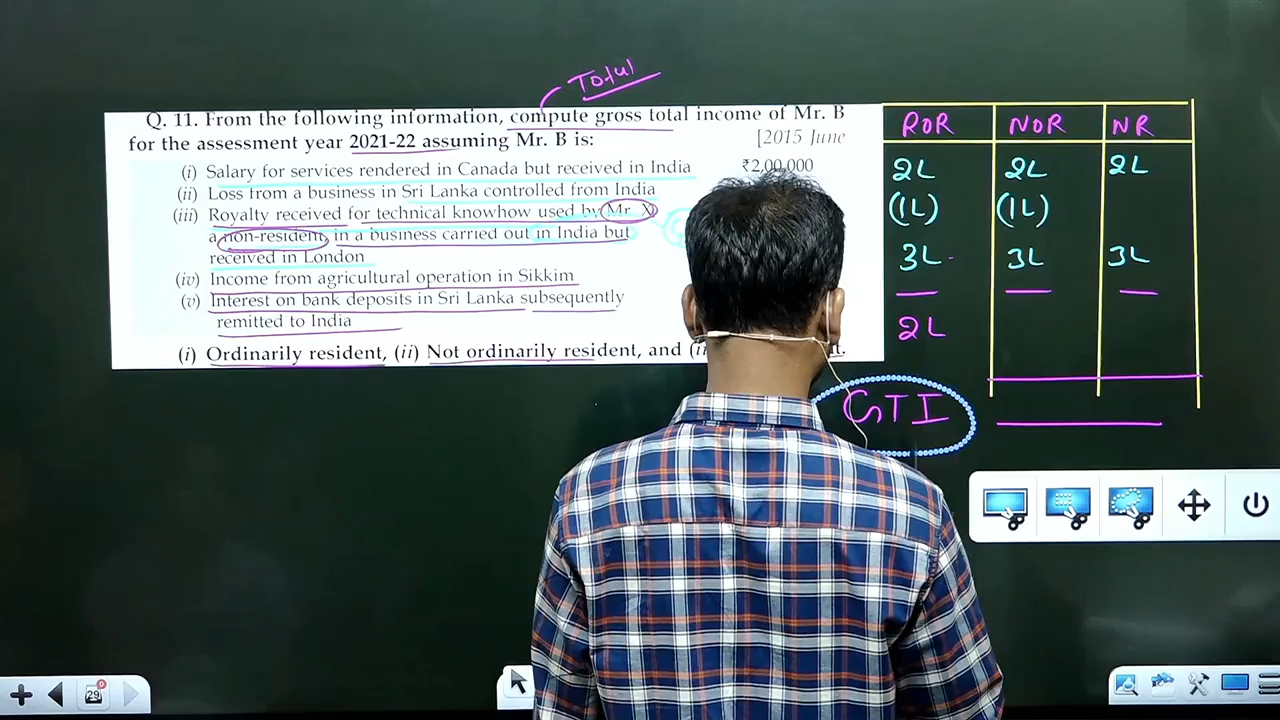 Total
Q. 11. From the following information, compute gross total income of Mr. B
for the assessment year 2021-22 assuming Mr. B is: [2015 June
(i) Salary for services rendered in Canada but received in India ₹2,00,000
(ii) Loss from a business in Sri Lanka controlled from India
(iii) Royalty received for technical knowhow used by Mr. X
a non-resident, in a business carried out in India but
received in London
(iv) Income from agricultural operation in Sikkim
(v) Interest on bank deposits in Sri Lanka subsequently
remitted to India
(i) Ordinarily resident, (ii) Not ordinarily resident, and
ROR NOR NR
2L 2L 2L
(1L) (1L)
3L 3L 3L
— — —
2L
GTI
29
0